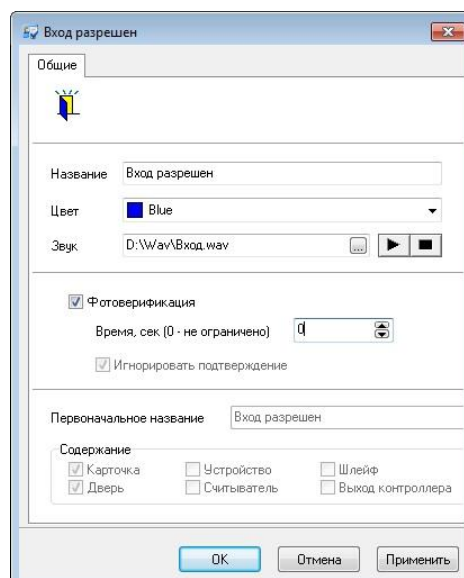 Вход разрешен
Общие
Название Вход разрешен
Цвет Blue
Звук D:\Wav\Вход.wav ...
Фотоверификация
Время, сек (0 - не ограничено) 0
Игнорировать подтверждение
Первоначальное название Вход разрешен
Содержание
Карточка Устройство Шлейф
Дверь Считыватель Выход контроллера
OK Отмена Применить